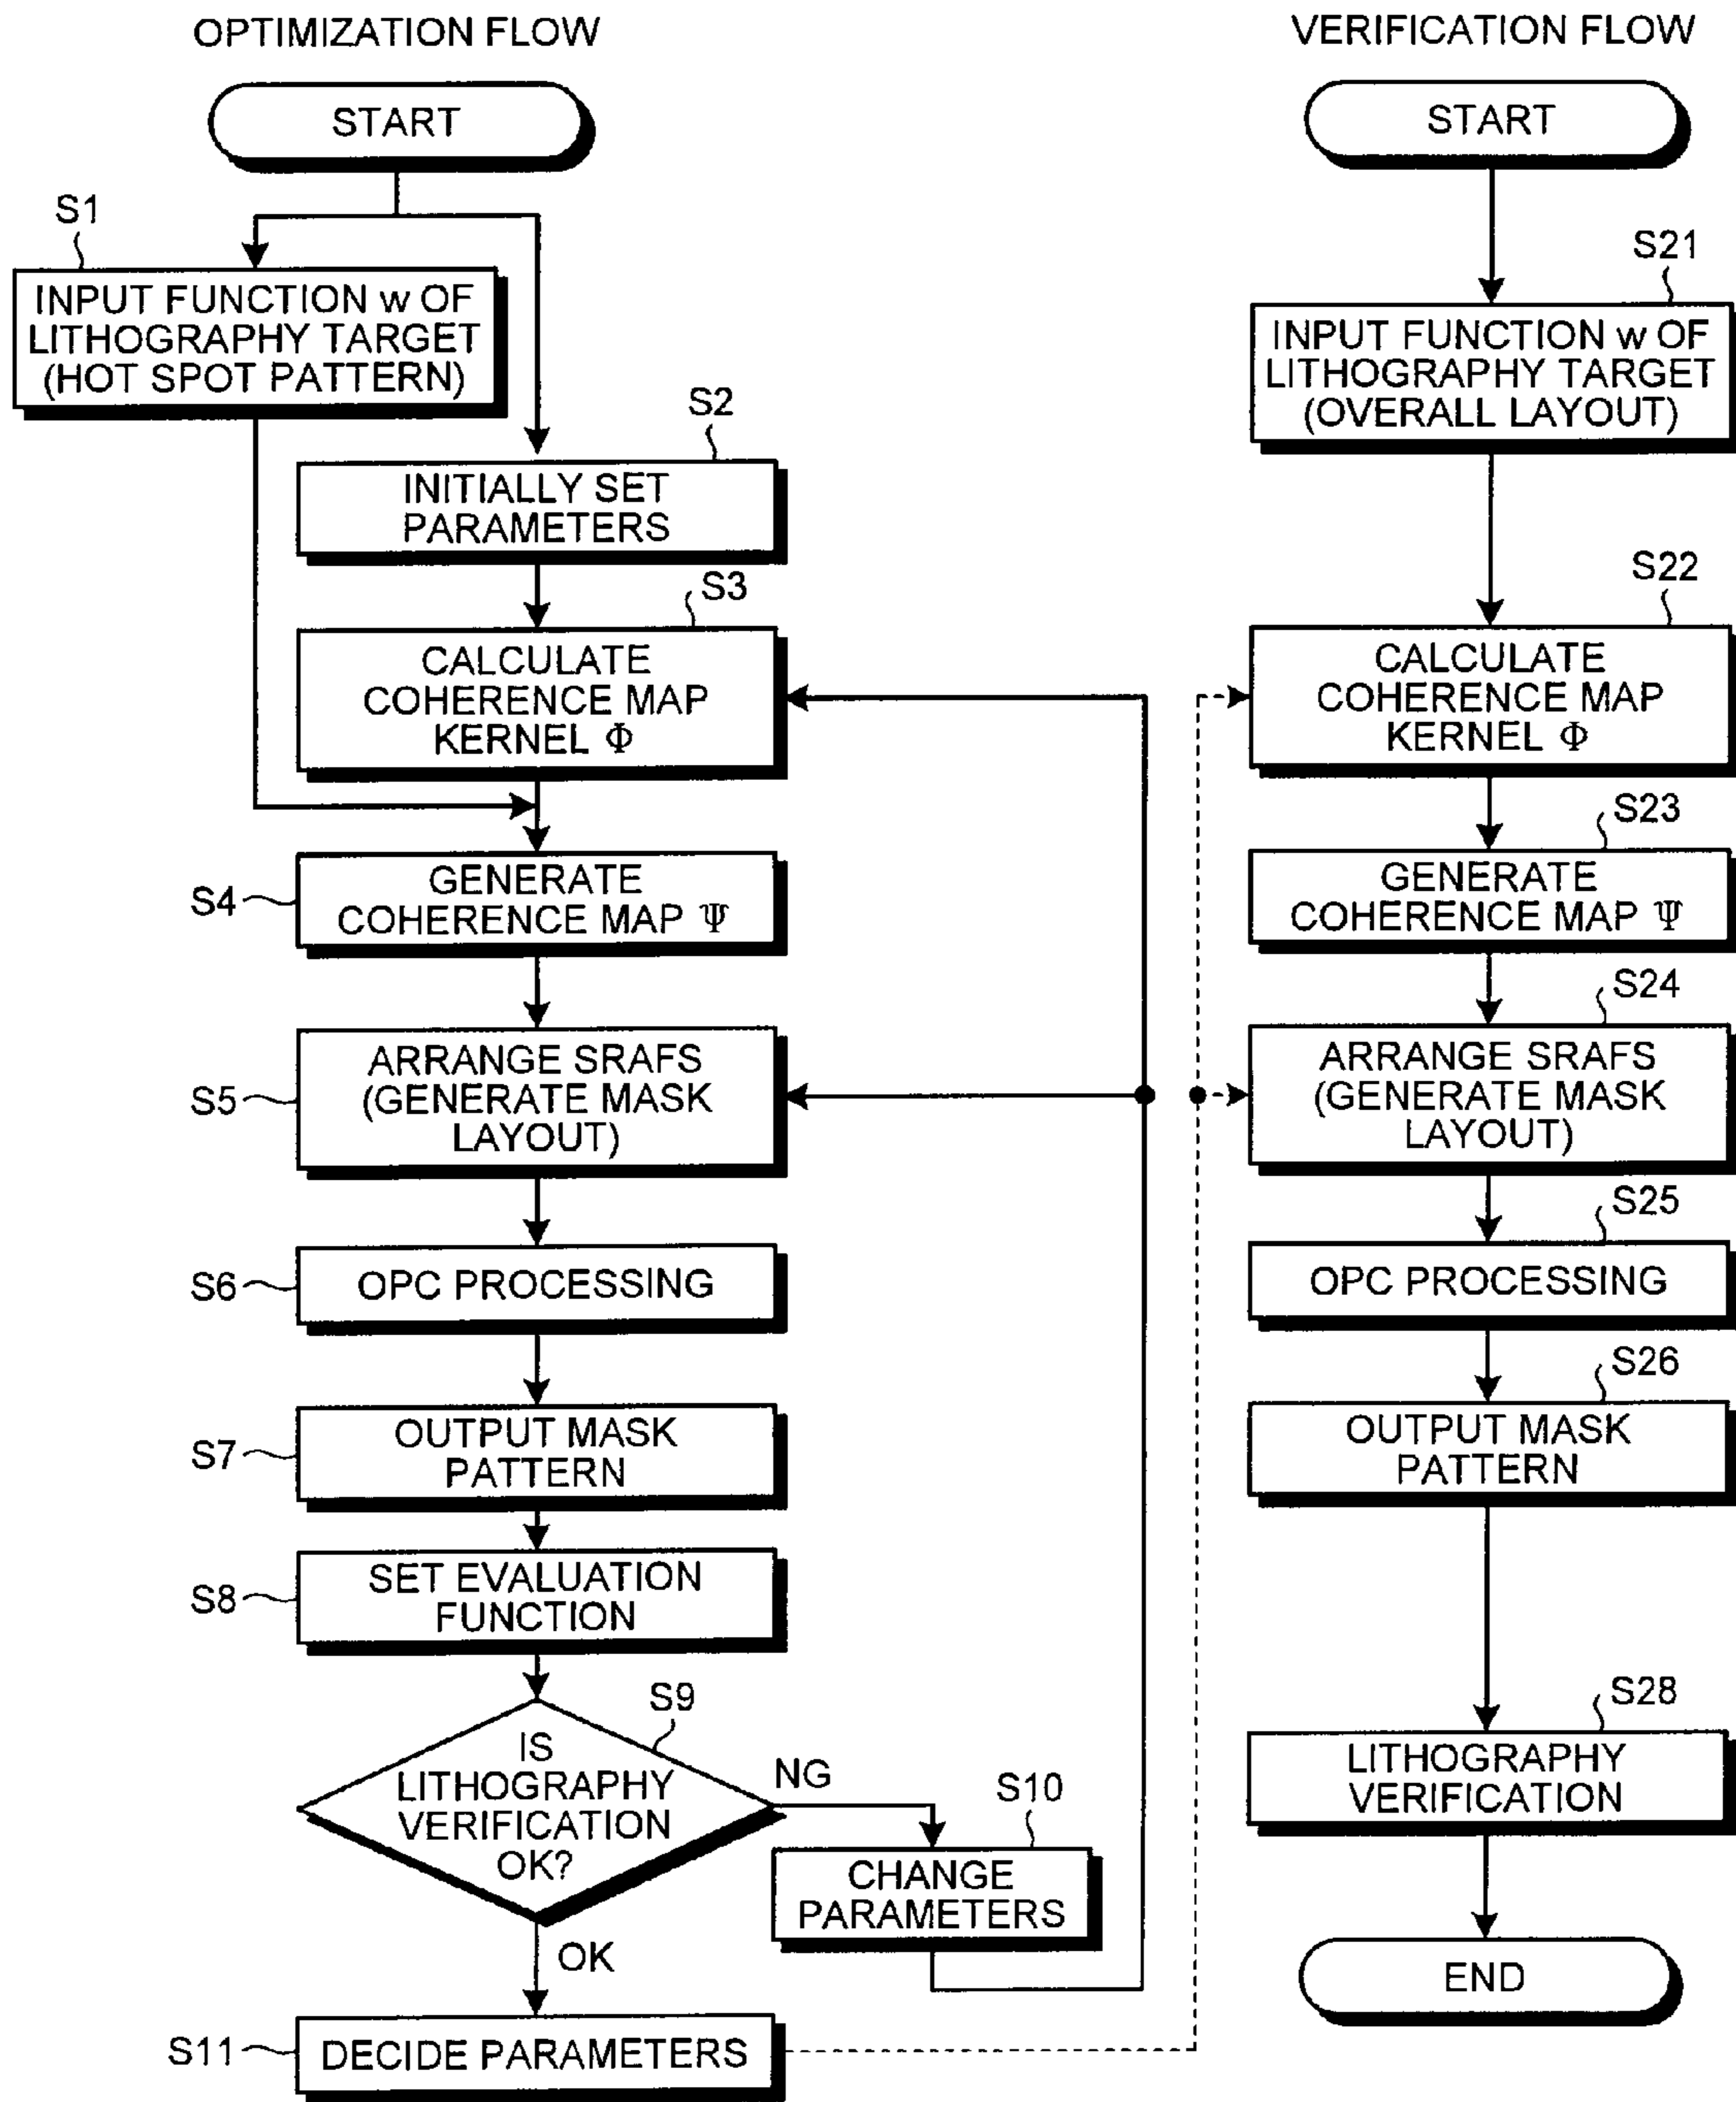 OPTIMIZATION FLOW
START
S1
INPUT FUNCTION w OF
LITHOGRAPHY TARGET
(HOT SPOT PATTERN)
S2
INITIALLY SET
PARAMETERS
S3
CALCULATE
COHERENCE MAP
KERNEL Φ
S4
GENERATE
COHERENCE MAP Ψ
S5
ARRANGE SRAFS
(GENERATE MASK
LAYOUT)
S6
OPC PROCESSING
S7
OUTPUT MASK
PATTERN
S8
SET EVALUATION
FUNCTION
S9
IS
LITHOGRAPHY
VERIFICATION
OK?
NG
S10
CHANGE
PARAMETERS
OK
S11
DECIDE PARAMETERS
VERIFICATION FLOW
START
S21
INPUT FUNCTION w OF
LITHOGRAPHY TARGET
(OVERALL LAYOUT)
S22
CALCULATE
COHERENCE MAP
KERNEL Φ
S23
GENERATE
COHERENCE MAP Ψ
S24
ARRANGE SRAFS
(GENERATE MASK
LAYOUT)
S25
OPC PROCESSING
S26
OUTPUT MASK
PATTERN
S28
LITHOGRAPHY
VERIFICATION
END